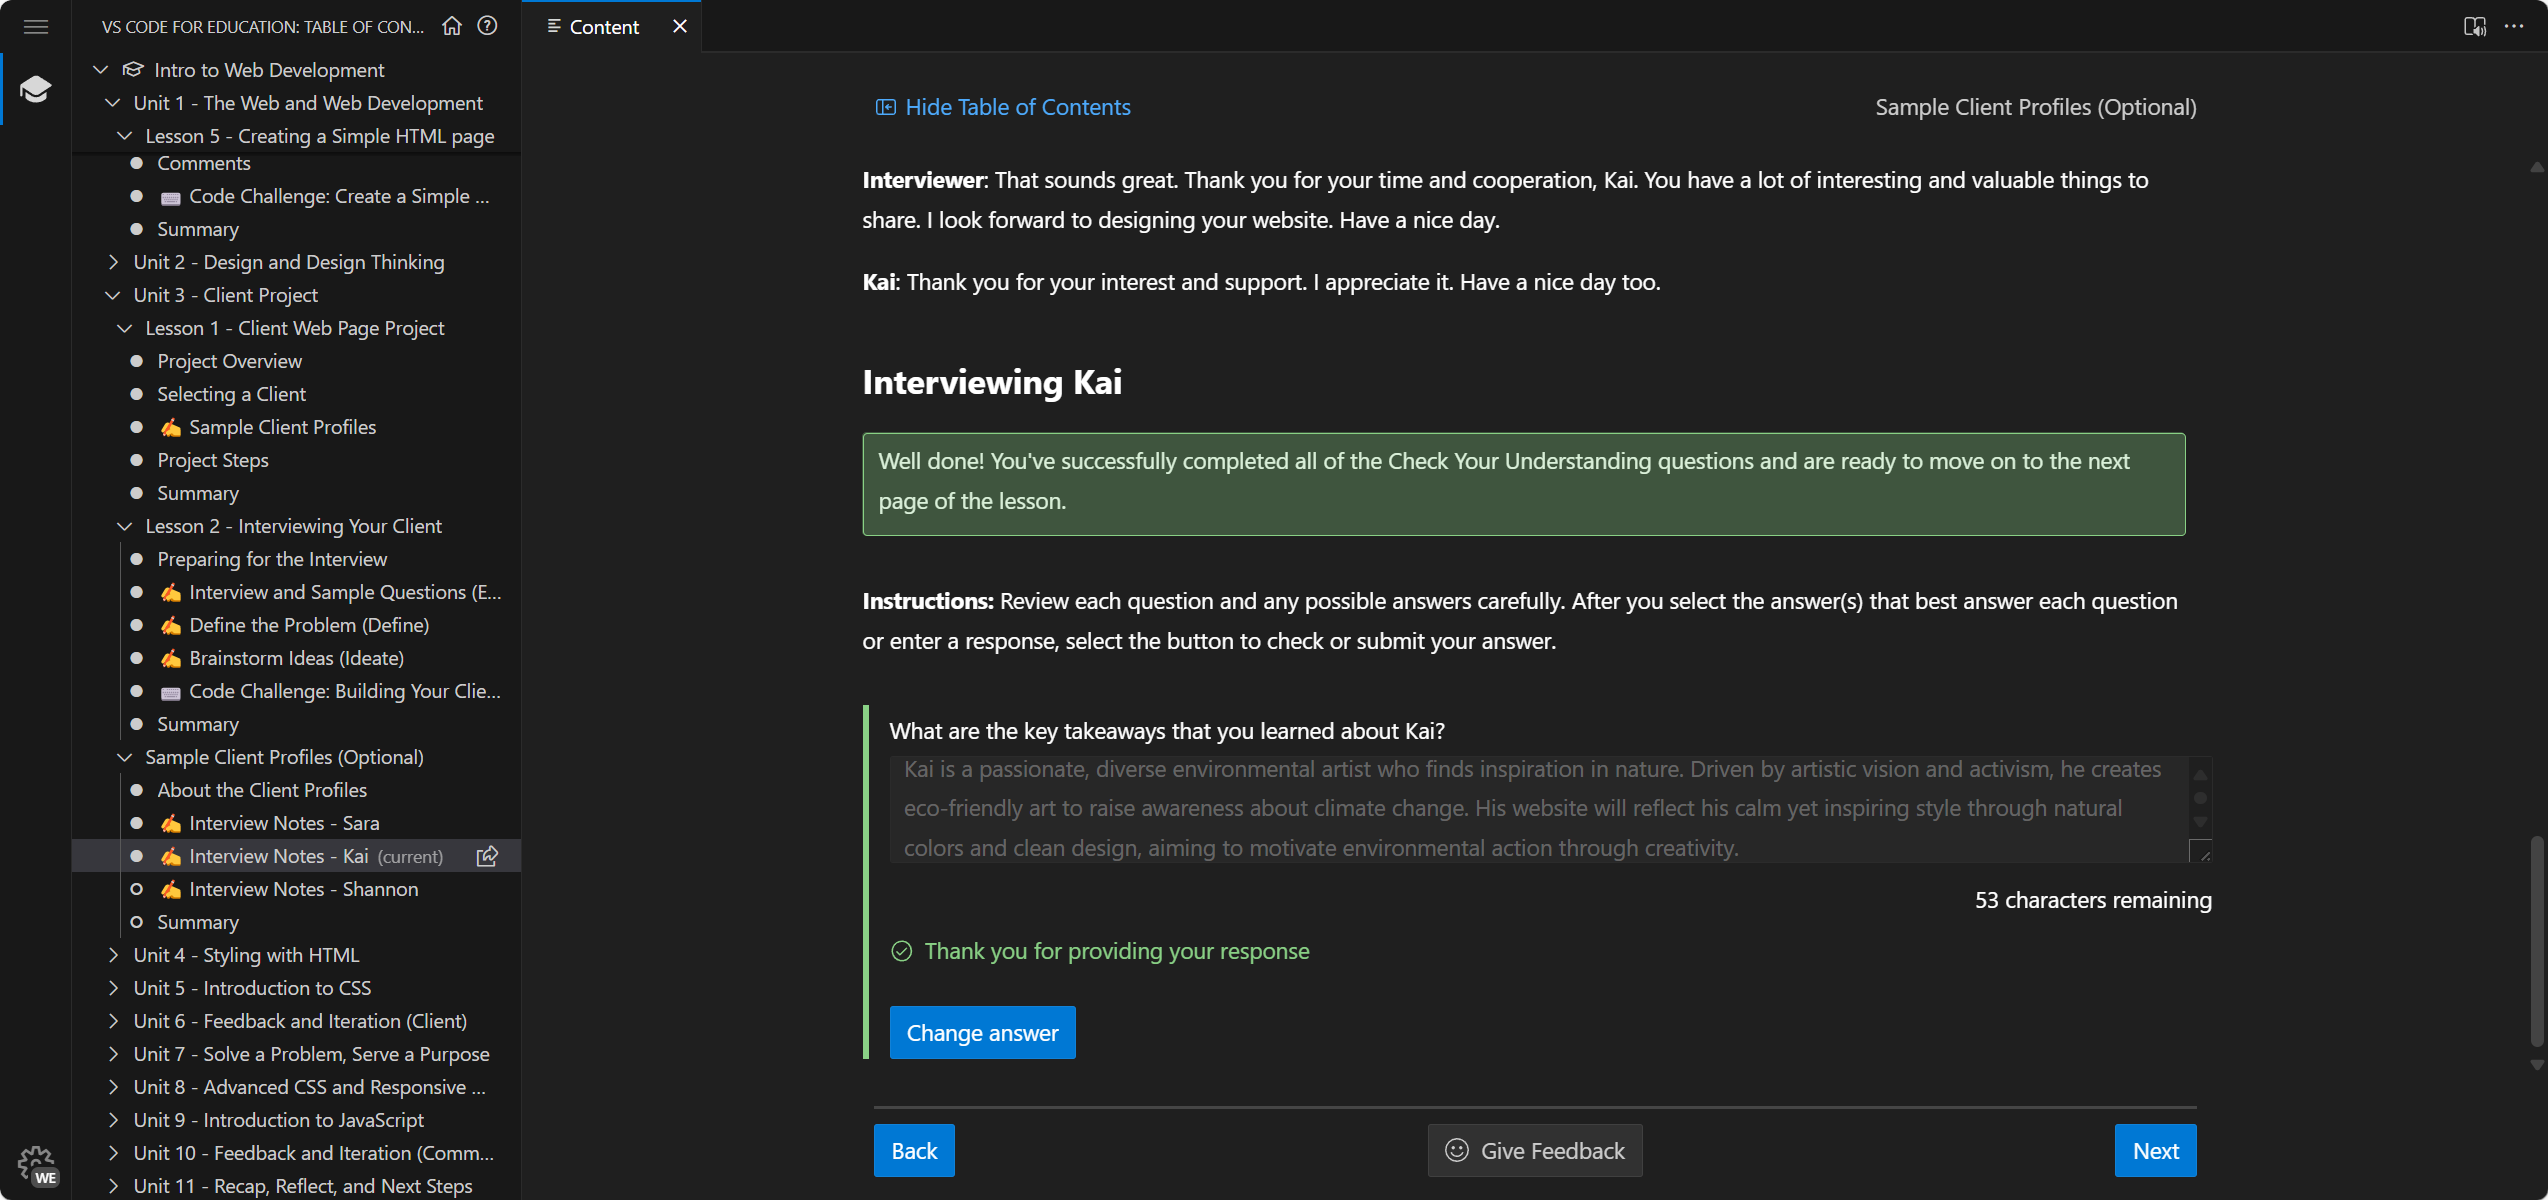 VS CODE FOR EDUCATION: TABLE OF CON...
Intro to Web Development
Unit 1 - The Web and Web Development
Lesson 5 - Creating a Simple HTML page
Comments
Code Challenge: Create a Simple ...
Summary
Unit 2 - Design and Design Thinking
Unit 3 - Client Project
Lesson 1 - Client Web Page Project
Project Overview
Selecting a Client
Sample Client Profiles
Project Steps
Summary
Lesson 2 - Interviewing Your Client
Preparing for the Interview
Interview and Sample Questions (E...
Define the Problem (Define)
Brainstorm Ideas (Ideate)
Code Challenge: Building Your Clie...
Summary
Sample Client Profiles (Optional)
About the Client Profiles
Interview Notes - Sara
Interview Notes - Kai (current)
Interview Notes - Shannon
Summary
Unit 4 - Styling with HTML
Unit 5 - Introduction to CSS
Unit 6 - Feedback and Iteration (Client)
Unit 7 - Solve a Problem, Serve a Purpose
Unit 8 - Advanced CSS and Responsive ...
Unit 9 - Introduction to JavaScript
Unit 10 - Feedback and Iteration (Comm...
Unit 11 - Recap, Reflect, and Next Steps
WE
Content
Hide Table of Contents
Sample Client Profiles (Optional)
Interviewer: That sounds great. Thank you for your time and cooperation, Kai. You have a lot of interesting and valuable things to
share. I look forward to designing your website. Have a nice day.
Kai: Thank you for your interest and support. I appreciate it. Have a nice day too.
Interviewing Kai
Well done! You've successfully completed all of the Check Your Understanding questions and are ready to move on to the next
page of the lesson.
Instructions: Review each question and any possible answers carefully. After you select the answer(s) that best answer each question
or enter a response, select the button to check or submit your answer.
What are the key takeaways that you learned about Kai?
Kai is a passionate, diverse environmental artist who finds inspiration in nature. Driven by artistic vision and activism, he creates
eco-friendly art to raise awareness about climate change. His website will reflect his calm yet inspiring style through natural
colors and clean design, aiming to motivate environmental action through creativity.
53 characters remaining
Thank you for providing your response
Change answer
Back
Give Feedback
Next